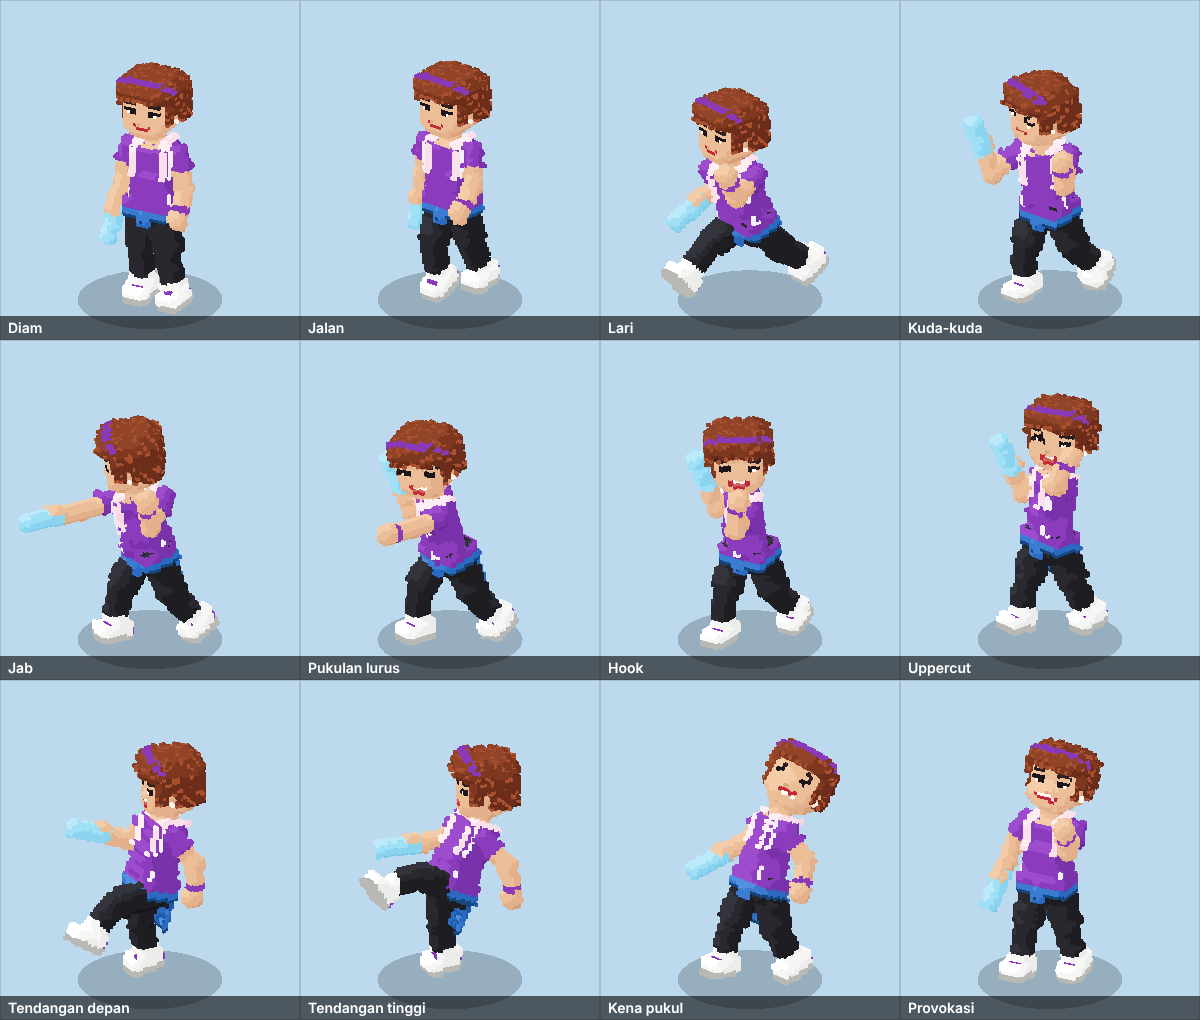 Diam
Jalan
Lari
Kuda-kuda
Jab
Pukulan lurus
Hook
Uppercut
Tendangan depan
Tendangan tinggi
Kena pukul
Provokasi